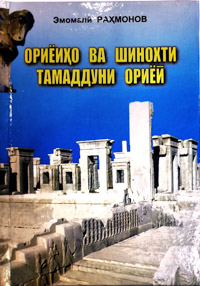 Эмомалӣ РАҲМОНОВ
ОРИЁИҲО ВА ШИНОХТИ
ТАМАДДУНИ ОРИЁӢ